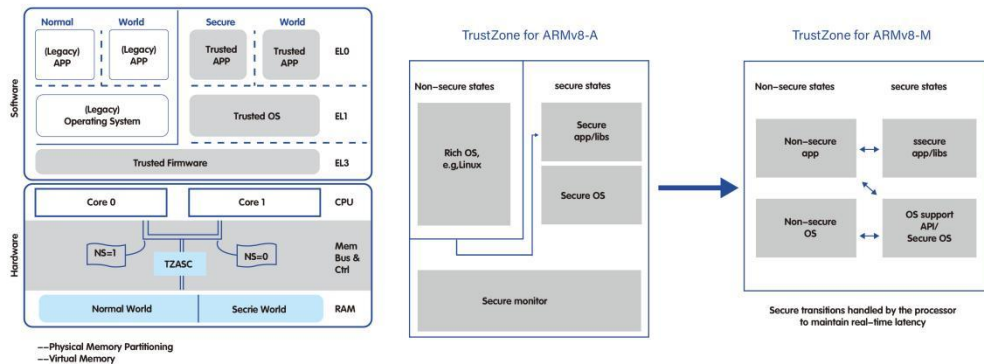 Normal World
(Legacy)
APP
(Legacy)
APP
Secure World
Trusted
APP
Trusted
APP
EL0
Software
(Legacy)
Operating System
Trusted OS
EL1
Trusted Firmware
EL3
Core 0
Core 1
CPU
Hardware
NS=1
TZASC
NS=0
Mem
Bus &
Ctrl
Normal World
Secrie World
RAM
--Physical Memory Partitioning
--Virtual Memory
TrustZone for ARMv8-A
Non-secure states
secure states
Rich OS,
e.g,Linux
Secure
app/libs
Secure OS
Secure monitor
TrustZone for ARMv8-M
Non-secure states
secure states
Non-secure
app
ssecure
app/libs
Non-secure
OS
OS support
API/
Secure OS
Secure transitions handled by the processor
to maintain real-time latency